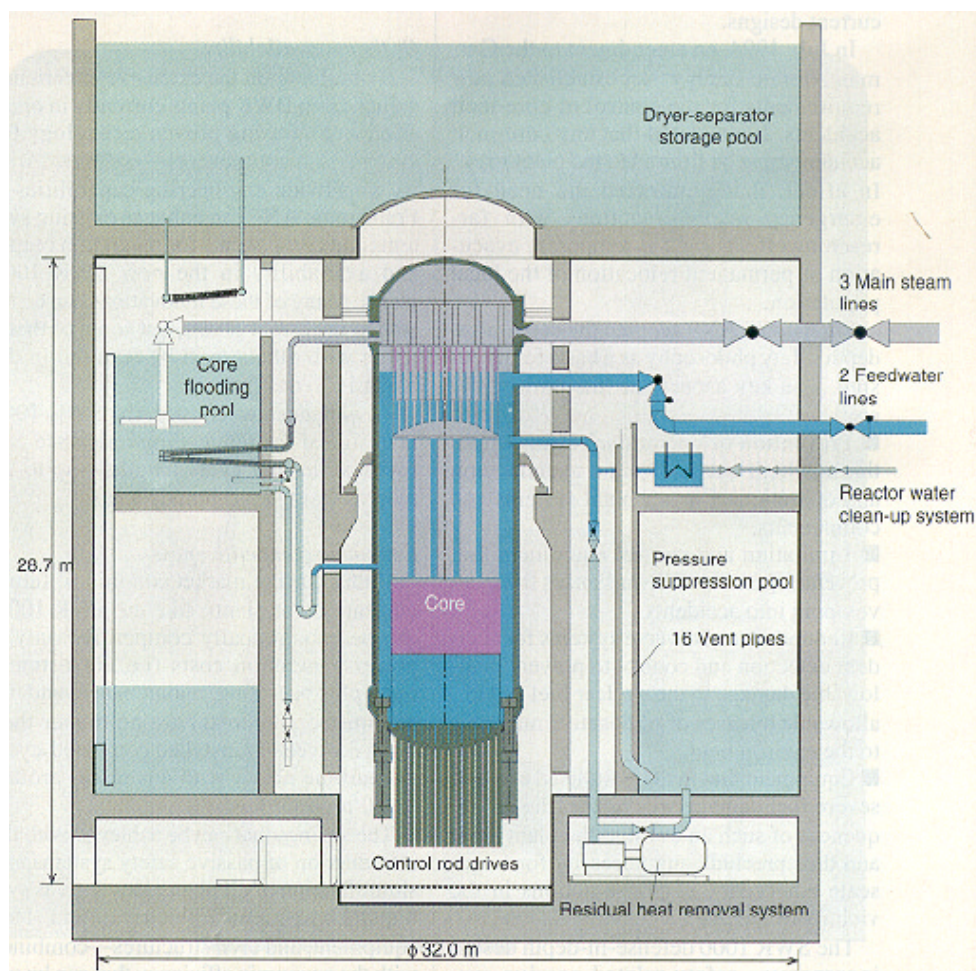 Dryer-separator
storage pool
3 Main steam
lines
Core
flooding
pool
2 Feedwater
lines
Reactor water
clean-up system
28.7 m
Pressure
suppression pool
Core
16 Vent pipes
Control rod drives
Residual heat removal system
ϕ 32.0 m